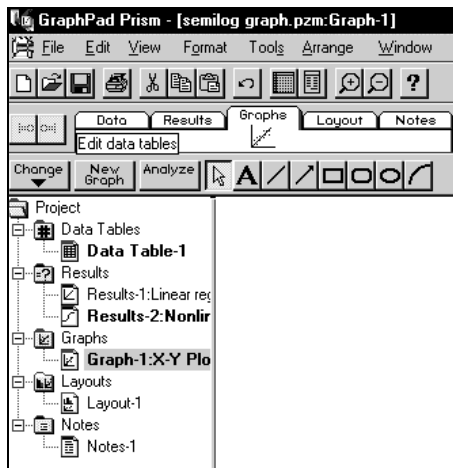 GraphPad Prism - [semilog graph.pzm:Graph-1]
File Edit View Format Tools Arrange Window
?
Data Results Graphs Layout Notes
Edit data tables
Change New Graph Analyze A
Project
Data Tables
Data Table-1
Results
Results-1:Linear reg
Results-2:Nonlir
Graphs
Graph-1:X-Y Plo
Layouts
Layout-1
Notes
Notes-1